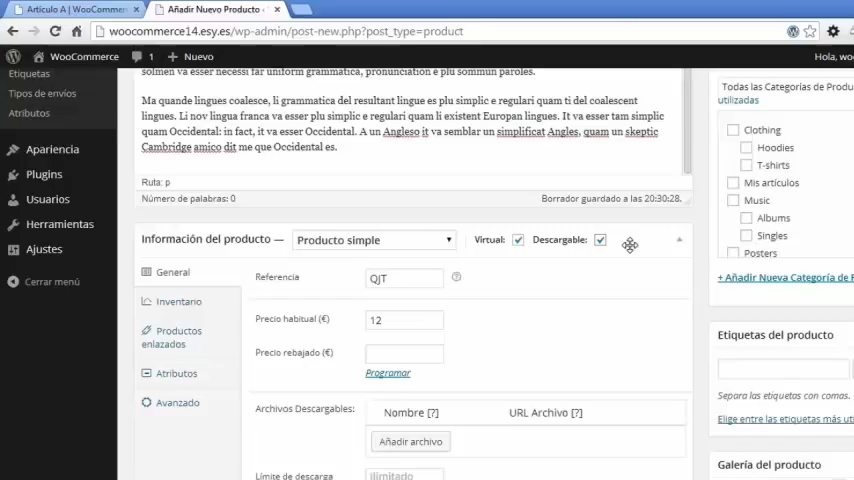 Artículo A | WooCommerc
Añadir Nuevo Producto ‹
woocommerce14.esy.es/wp-admin/post-new.php?post_type=product
WooCommerce 1 + Nuevo Hola, wo
Etiquetas
Tipos de envíos
Atributos
Apariencia
Plugins
Usuarios
Herramientas
Ajustes
Cerrar menú
solmen va esser necessi far uniform grammatica, pronunciation e plu sommun paroles.
Ma quande lingues coalesce, li grammatica del resultant lingue es plu simplic e regulari quam ti del coalescent
lingues. Li nov lingua franca va esser plu simplic e regulari quam li existent Europan lingues. It va esser tam simplic
quam Occidental: in fact, it va esser Occidental. A un Angleso it va semblar un simplificat Angles, quam un skeptic
Cambridge amico dit me que Occidental es.
Ruta: p
Número de palabras: 0 Borrador guardado a las 20:30:28.
Información del producto — Producto simple Virtual: Descargable:
General
Inventario
Productos
enlazados
Atributos
Avanzado
Referencia QJT
Precio habitual (€) 12
Precio rebajado (€)
Programar
Archivos Descargables: Nombre [?] URL Archivo [?]
Añadir archivo
Límite de descarga ilimitado
Todas las Categorías de Produ
utilizadas
Clothing
Hoodies
T-shirts
Mis artículos
Music
Albums
Singles
Posters
+ Añadir Nueva Categoría de P
Etiquetas del producto
Separa las etiquetas con comas.
Elige entre las etiquetas más uti
Galería del producto